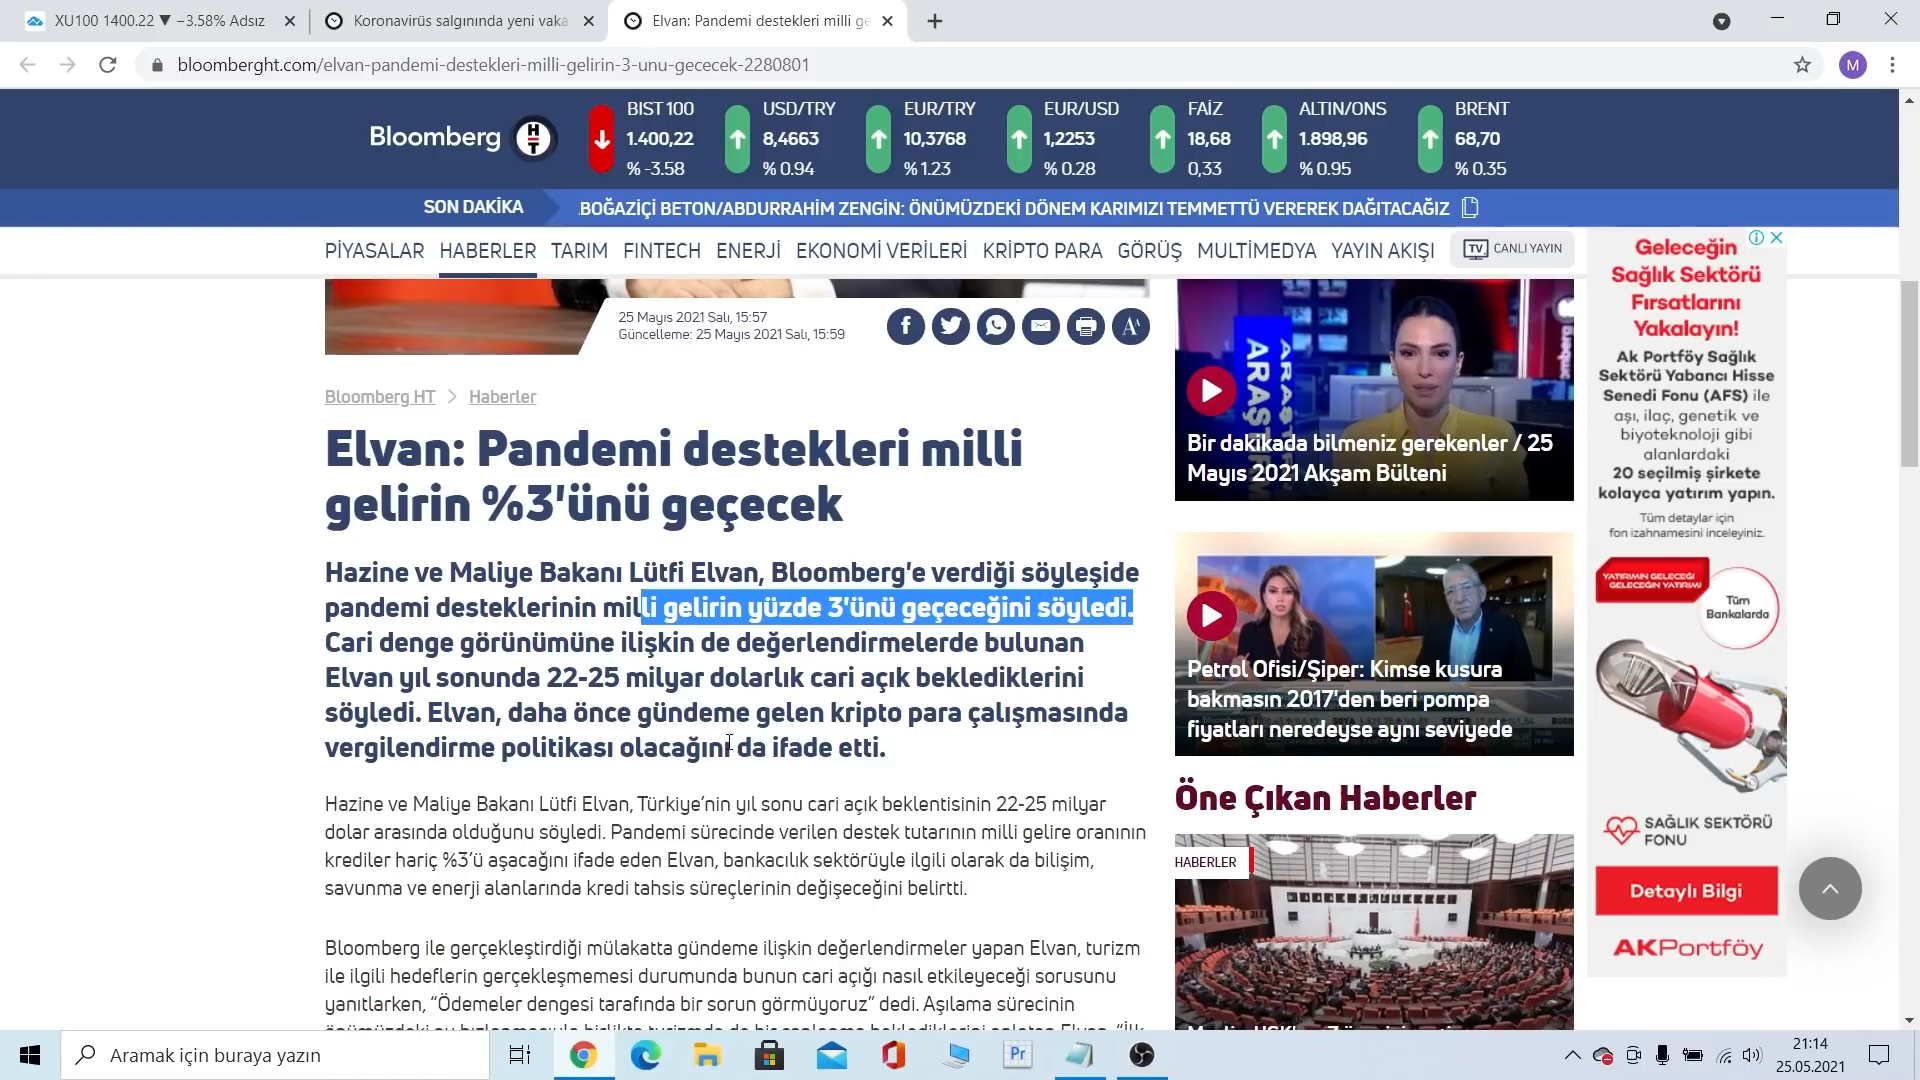 XU100 1400.22 ▼ −3.58% Adsız
Koronavirüs salgınında yeni vaka
Elvan: Pandemi destekleri milli ge
bloomberght.com/elvan-pandemi-destekleri-milli-gelirin-3-unu-gececek-2280801
M
Bloomberg HT
BIST 100
1.400,22
% -3.58
USD/TRY
8,4663
% 0.94
EUR/TRY
10,3768
% 1.23
EUR/USD
1,2253
% 0.28
FAİZ
18,68
0,33
ALTIN/ONS
1.898,96
% 0.95
BRENT
68,70
% 0.35
SON DAKİKA
BOĞAZİÇİ BETON/ABDURRAHİM ZENGİN: ÖNÜMÜZDEKİ DÖNEM KARIMIZI TEMMETTÜ VEREREK DAĞITACAĞIZ
PİYASALAR HABERLER TARIM FINTECH ENERJİ EKONOMİ VERİLERİ KRİPTO PARA GÖRÜŞ MULTİMEDYA YAYIN AKIŞI TV CANLI YAYIN
25 Mayıs 2021 Salı, 15:57
Güncelleme: 25 Mayıs 2021 Salı, 15:59
Bloomberg HT > Haberler
Elvan: Pandemi destekleri milli
gelirin %3'ünü geçecek
Hazine ve Maliye Bakanı Lütfi Elvan, Bloomberg'e verdiği söyleşide
pandemi desteklerinin milli gelirin yüzde 3'ünü geçeceğini söyledi.
Cari denge görünümüne ilişkin de değerlendirmelerde bulunan
Elvan yıl sonunda 22-25 milyar dolarlık cari açık beklediklerini
söyledi. Elvan, daha önce gündeme gelen kripto para çalışmasında
vergilendirme politikası olacağını da ifade etti.
Hazine ve Maliye Bakanı Lütfi Elvan, Türkiye'nin yıl sonu cari açık beklentisinin 22-25 milyar
dolar arasında olduğunu söyledi. Pandemi sürecinde verilen destek tutarının milli gelire oranının
krediler hariç %3'ü aşacağını ifade eden Elvan, bankacılık sektörüyle ilgili olarak da bilişim,
savunma ve enerji alanlarında kredi tahsis süreçlerinin değişeceğini belirtti.
Bloomberg ile gerçekleştirdiği mülakatta gündeme ilişkin değerlendirmeler yapan Elvan, turizm
ile ilgili hedeflerin gerçekleşmemesi durumunda bunun cari açığı nasıl etkileyeceği sorusunu
yanıtlarken, “Ödemeler dengesi tarafında bir sorun görmüyoruz” dedi. Aşılama sürecinin
Bir dakikada bilmeniz gerekenler / 25
Mayıs 2021 Akşam Bülteni
Petrol Ofisi/Şiper: Kimse kusura
bakmasın 2017'den beri pompa
fiyatları neredeyse aynı seviyede
Öne Çıkan Haberler
HABERLER
Geleceğin
Sağlık Sektörü
Fırsatlarını
Yakalayın!
Ak Portföy Sağlık
Sektörü Yabancı Hisse
Senedi Fonu (AFS) ile
aşı, ilaç, genetik ve
biyoteknoloji gibi
alanlardaki
20 seçilmiş şirkete
kolayca yatırım yapın.
Tüm detaylar için
fon izahnamesini inceleyiniz.
YATIRIMIN GELECEĞİ
GELECEĞİN YATIRIMI
Tüm
Bankalarda
SAĞLIK SEKTÖRÜ
FONU
Detaylı Bilgi
AKPortföy
Aramak için buraya yazın
Pr
21:14
25.05.2021